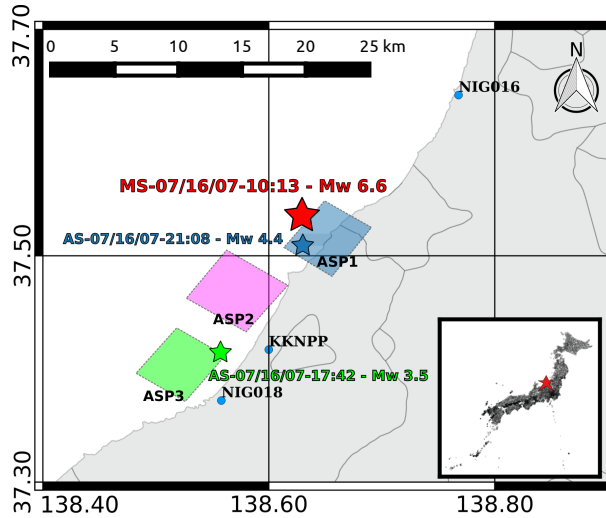 37.70
0 5 10 15 20 25 km
N
NIG016
MS-07/16/07-10:13 - Mw 6.6
AS-07/16/07-21:08 - Mw 4.4
ASP1
37.50
ASP2
KKNPP
AS-07/16/07-17:42 - Mw 3.5
ASP3
NIG018
37.30
138.40 138.60 138.80